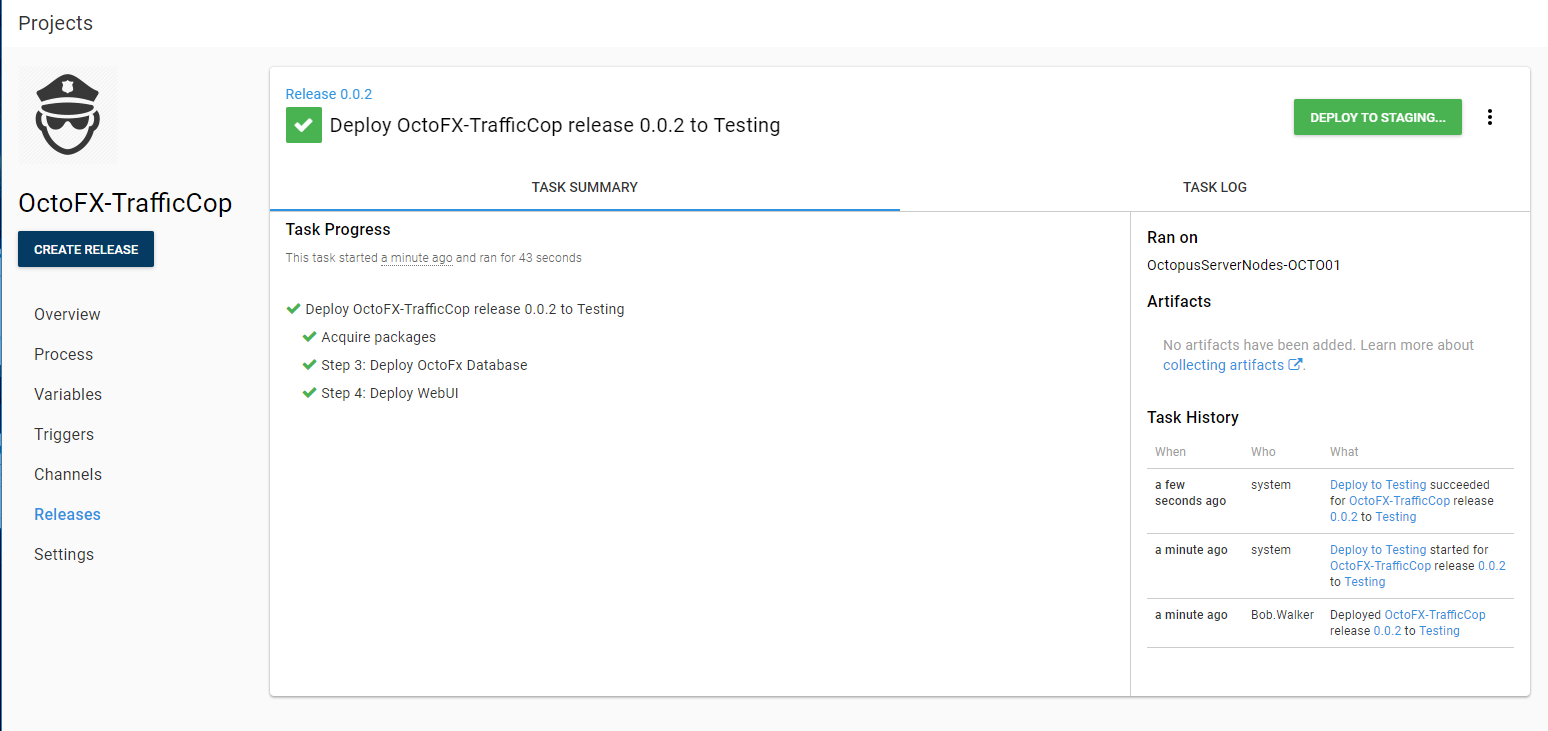 Projects
OctoFX-TrafficCop
CREATE RELEASE
Overview
Process
Variables
Triggers
Channels
Releases
Settings
Release 0.0.2
Deploy OctoFX-TrafficCop release 0.0.2 to Testing
DEPLOY TO STAGING...
TASK SUMMARY
TASK LOG
Task Progress
This task started a minute ago and ran for 43 seconds
Deploy OctoFX-TrafficCop release 0.0.2 to Testing
Acquire packages
Step 3: Deploy OctoFx Database
Step 4: Deploy WebUI
Ran on
OctopusServerNodes-OCTO01
Artifacts
No artifacts have been added. Learn more about
collecting artifacts.
Task History
When Who What
a few seconds ago system Deploy to Testing succeeded
for OctoFX-TrafficCop release
0.0.2 to Testing
a minute ago system Deploy to Testing started for
OctoFX-TrafficCop release 0.0.2
to Testing
a minute ago Bob.Walker Deployed OctoFX-TrafficCop
release 0.0.2 to Testing